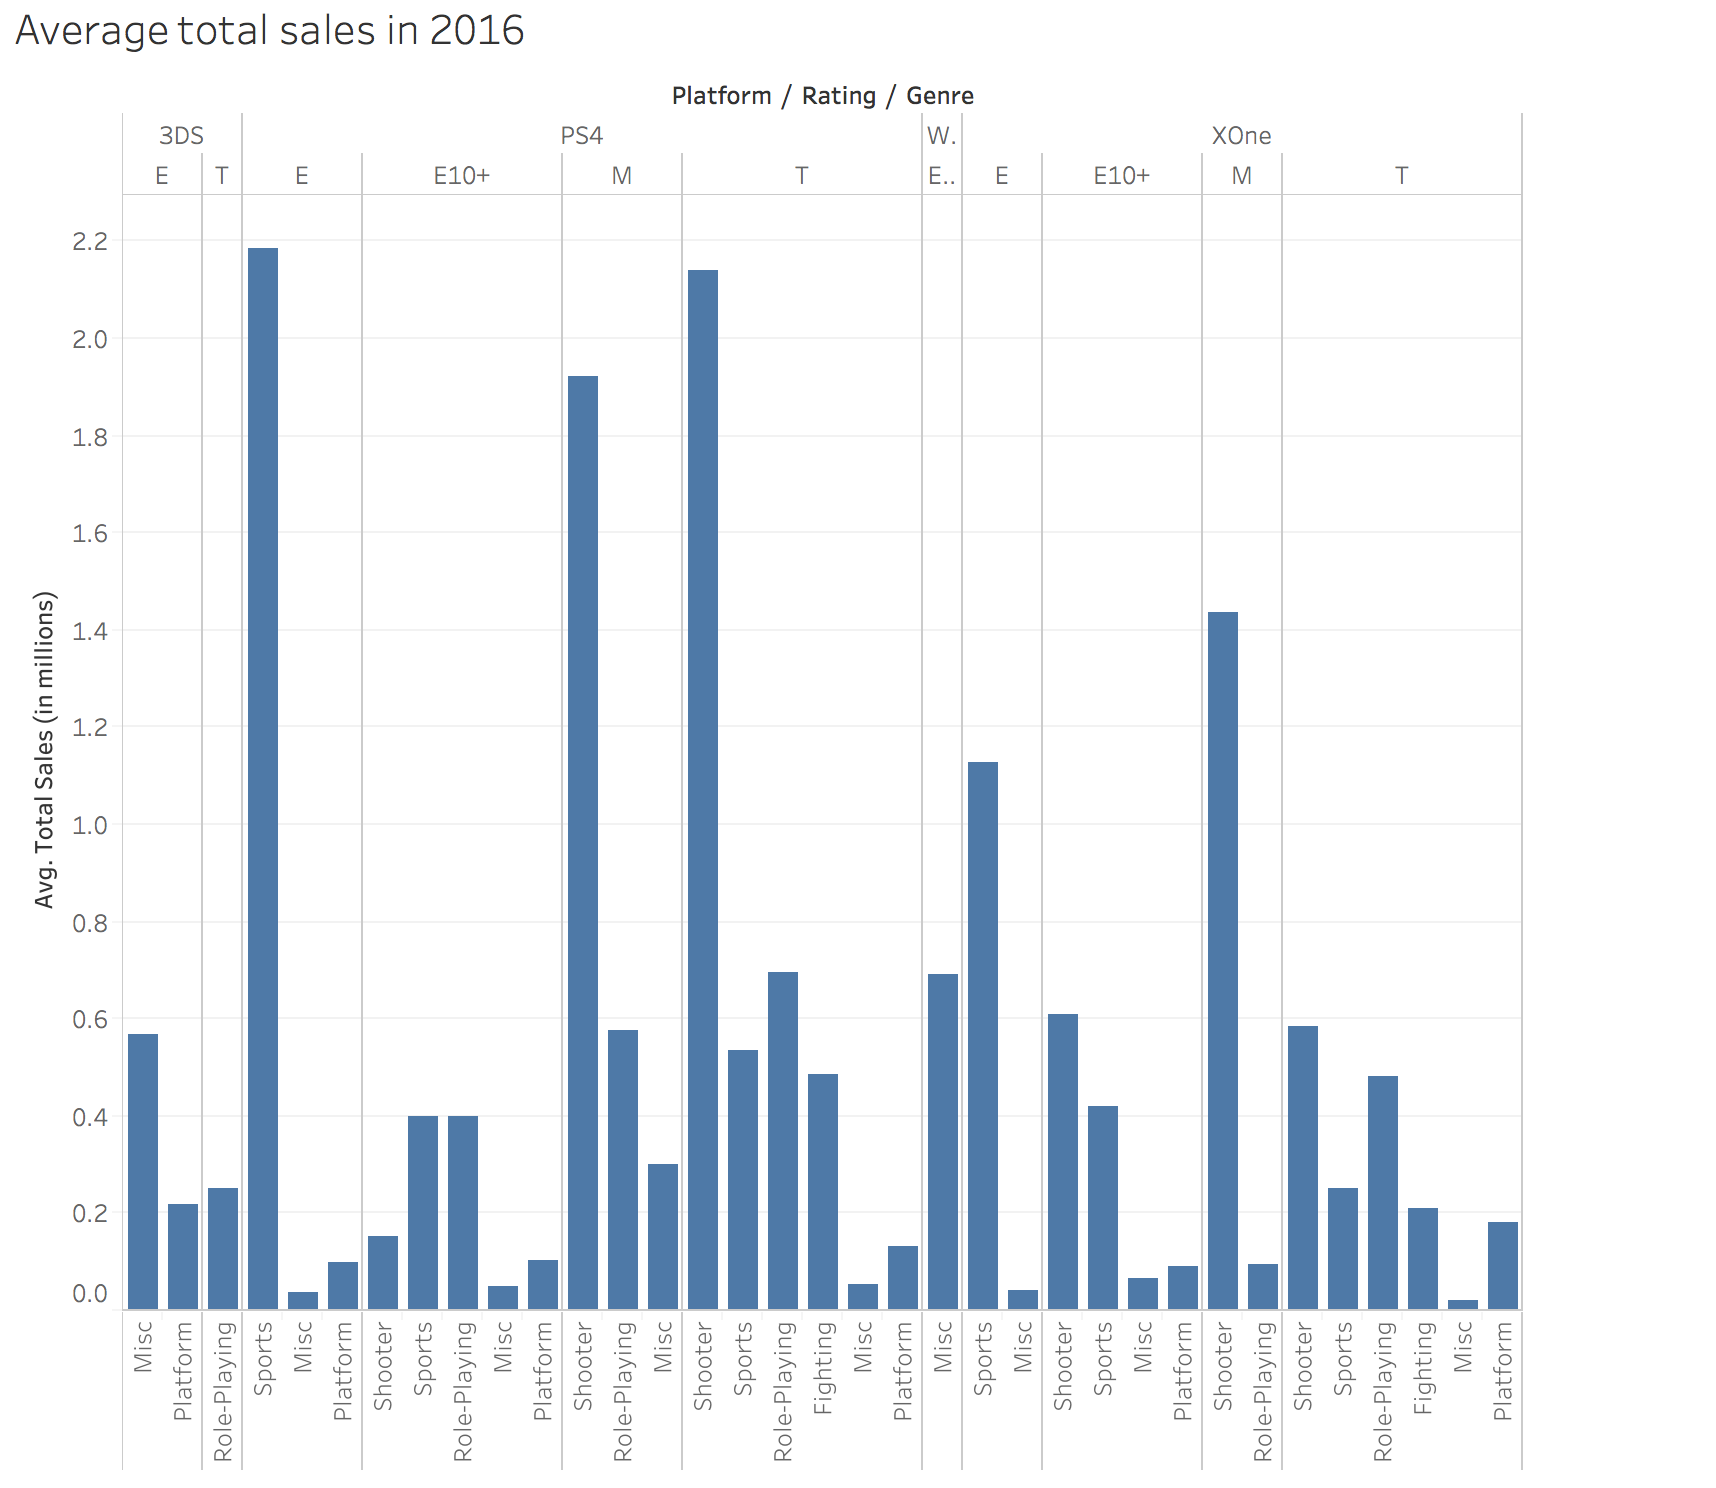 Average total sales in 2016
Platform / Rating / Genre
3DS PS4 W. XOne
E T E E10+ M T E.. E E10+ M T
2.2
2.0
1.8
1.6
1.4
1.2
1.0
0.8
0.6
0.4
0.2
0.0
Avg. Total Sales (in millions)
Misc
Platform
Role-Playing
Sports
Misc
Platform
Shooter
Sports
Role-Playing
Misc
Platform
Shooter
Role-Playing
Misc
Shooter
Sports
Role-Playing
Fighting
Misc
Platform
Misc
Sports
Misc
Shooter
Sports
Misc
Platform
Shooter
Role-Playing
Shooter
Sports
Role-Playing
Fighting
Misc
Platform